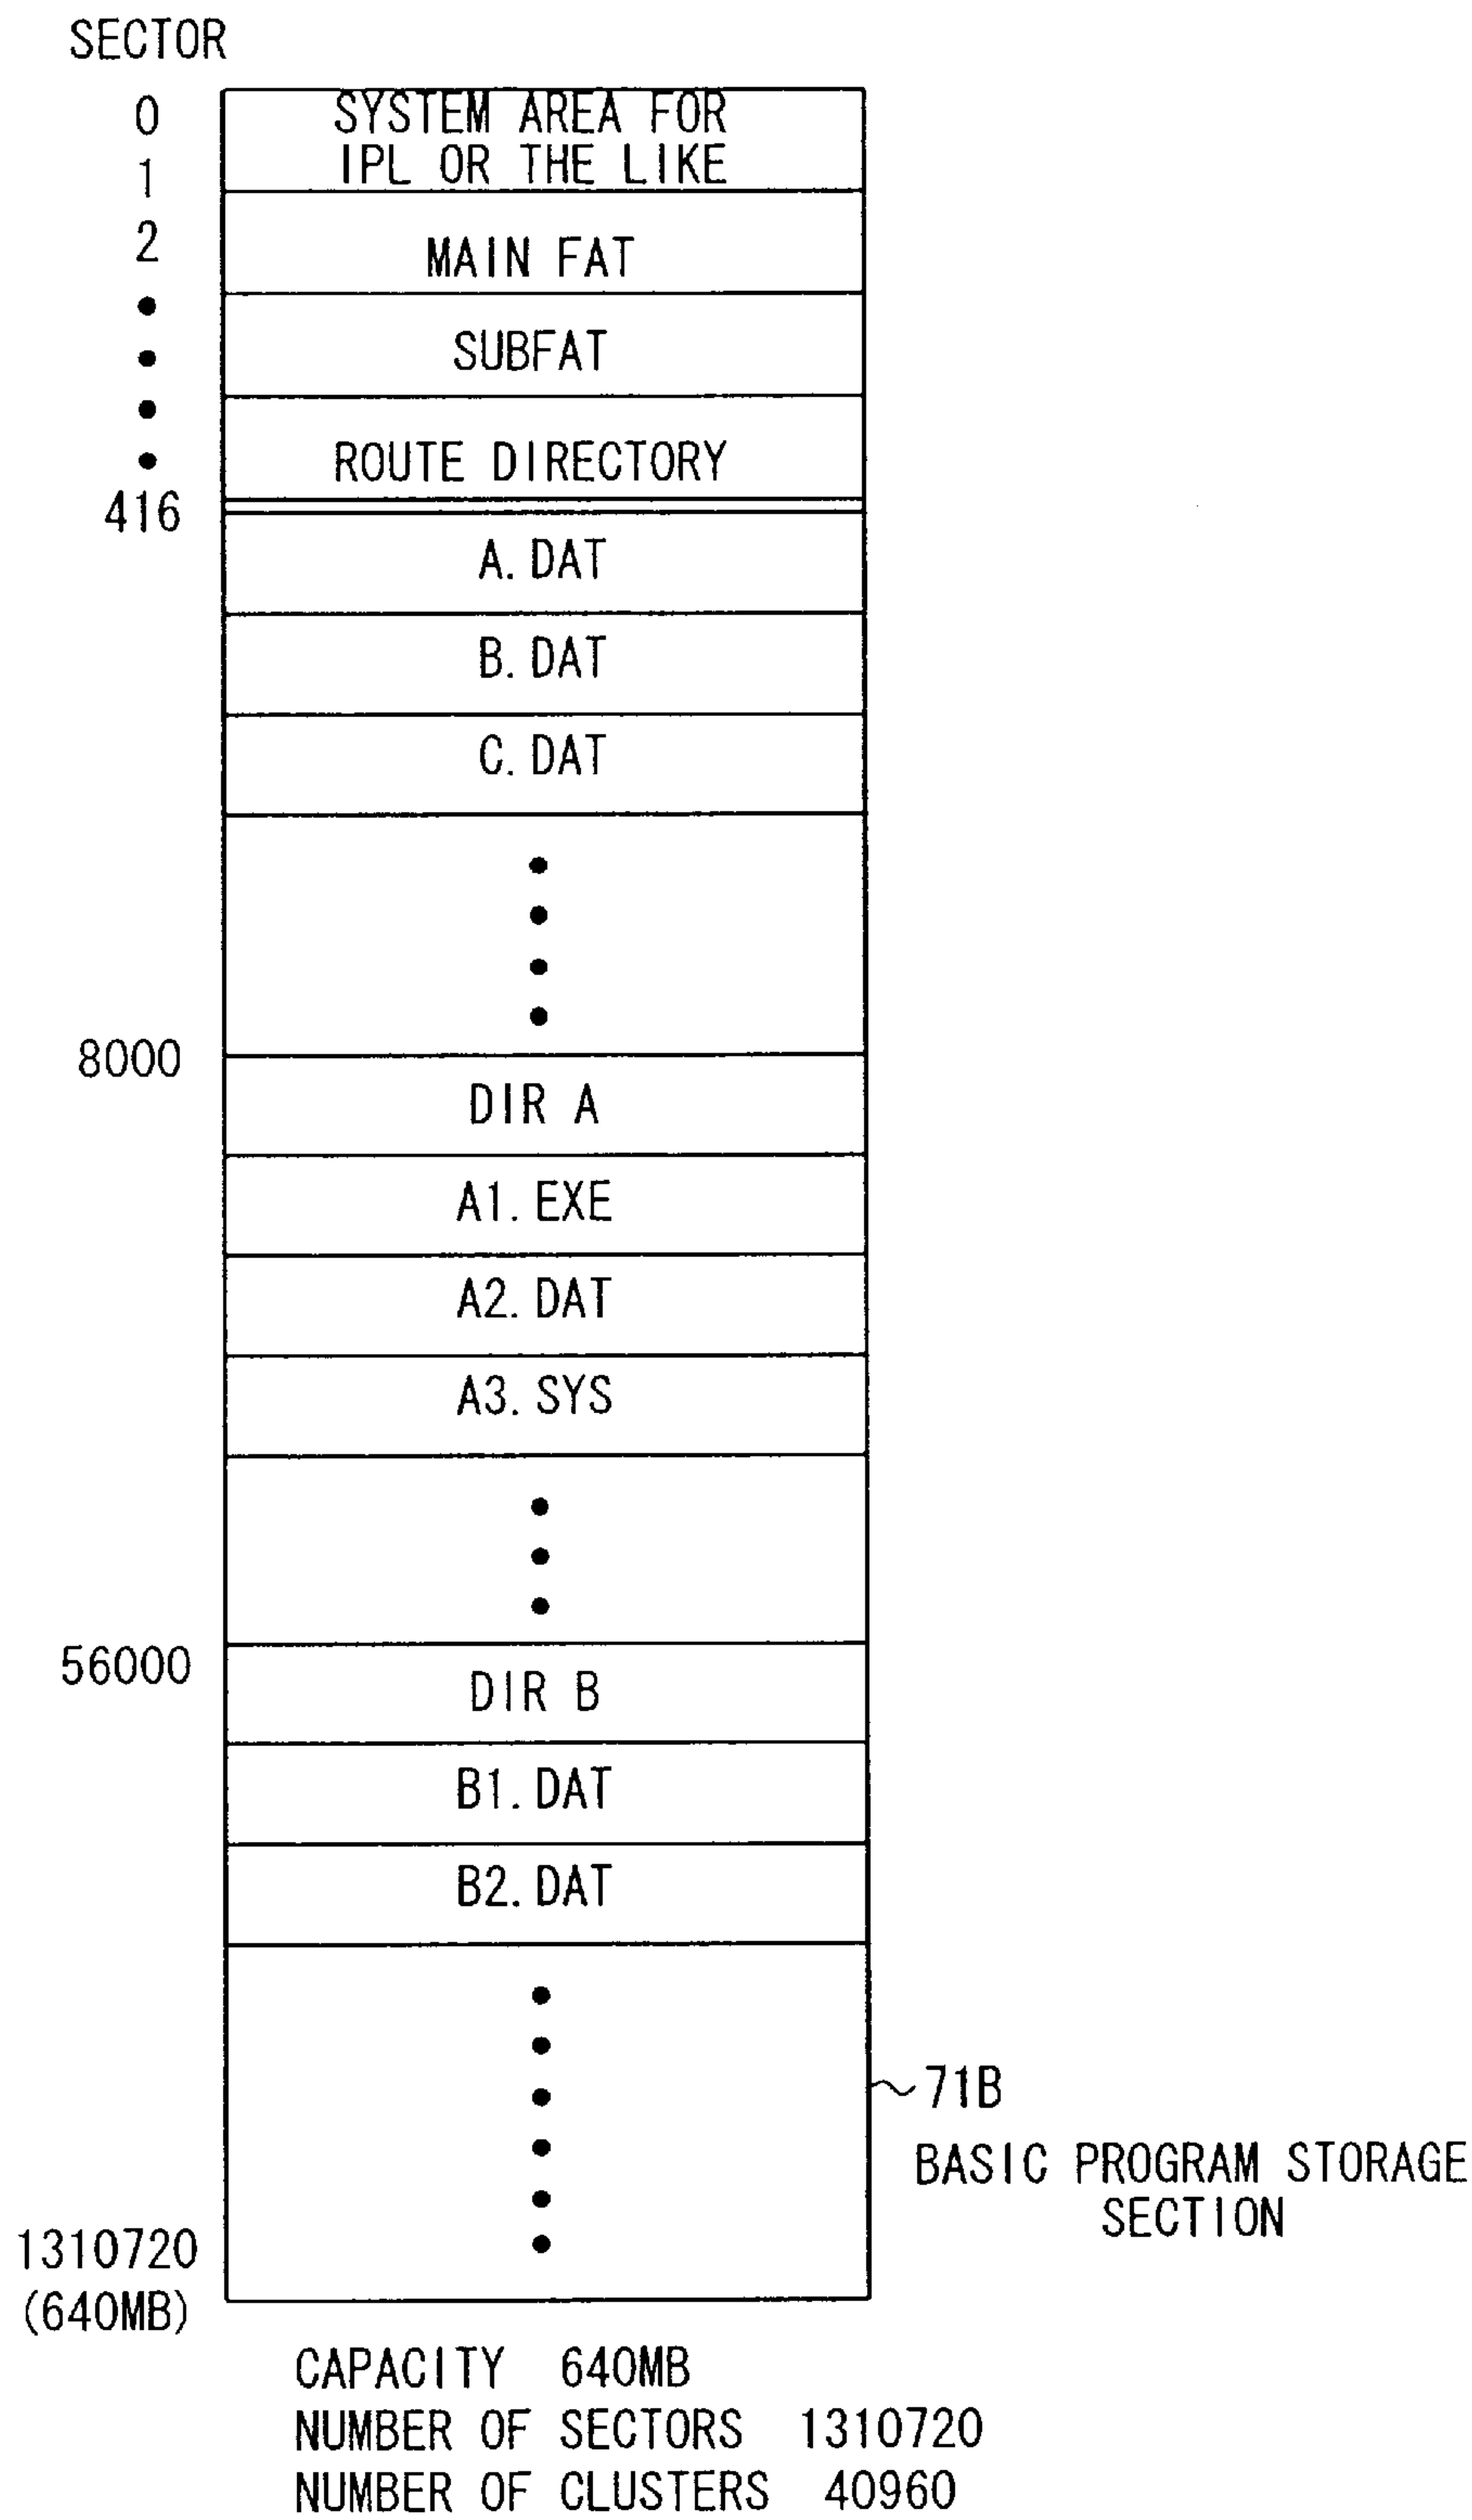 SECTOR
0
SYSTEM AREA FOR
1
IPL OR THE LIKE
2
MAIN FAT
SUBFAT
ROUTE DIRECTORY
416
A. DAT
B. DAT
C. DAT
8000
DIR A
A1. EXE
A2. DAT
A3. SYS
56000
DIR B
B1. DAT
B2. DAT
71B
BASIC PROGRAM STORAGE
SECTION
1310720
(640MB)
CAPACITY 640MB
NUMBER OF SECTORS 1310720
NUMBER OF CLUSTERS 40960